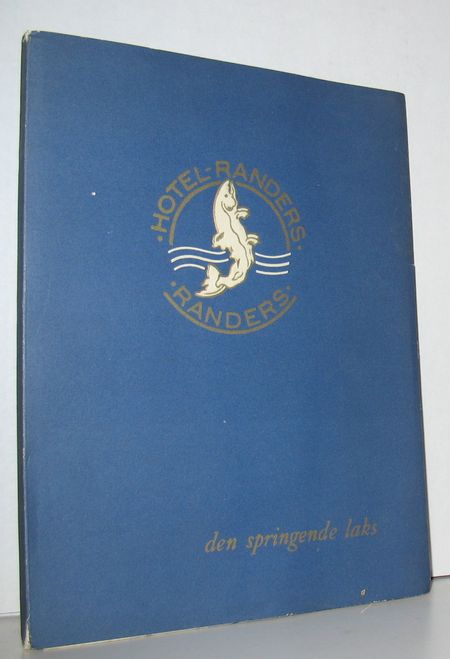 ·HOTEL-RANDERS·
·RANDERS·
den springende laks